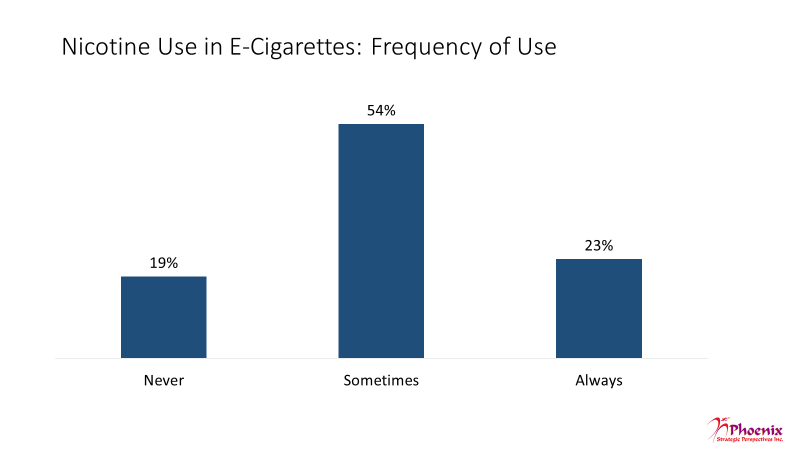 Nicotine Use in E-Cigarettes: Frequency of Use
54%
23%
19%
Never Sometimes Always
Phoenix
Strategic Perspectives Inc.